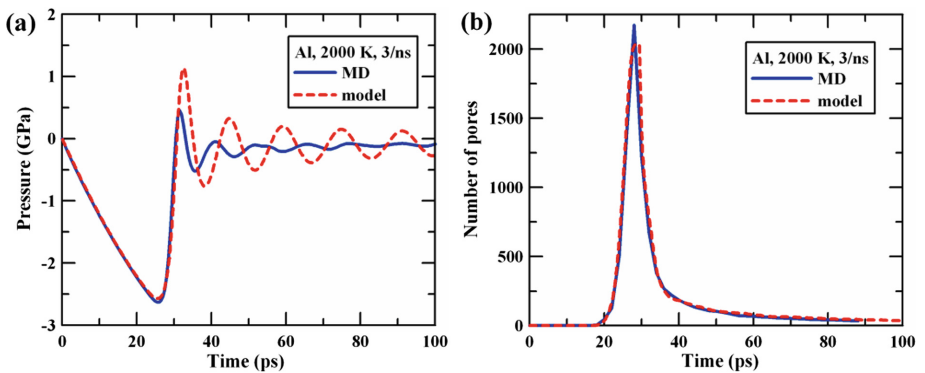 (a)
2
1
0
-1
-2
-3
Pressure (GPa)
Al, 2000 K, 3/ns
MD
model
0 20 40 60 80 100
Time (ps)
(b)
2000
1500
1000
500
0
Number of pores
Al, 2000 K, 3/ns
MD
model
0 20 40 60 80 100
Time (ps)